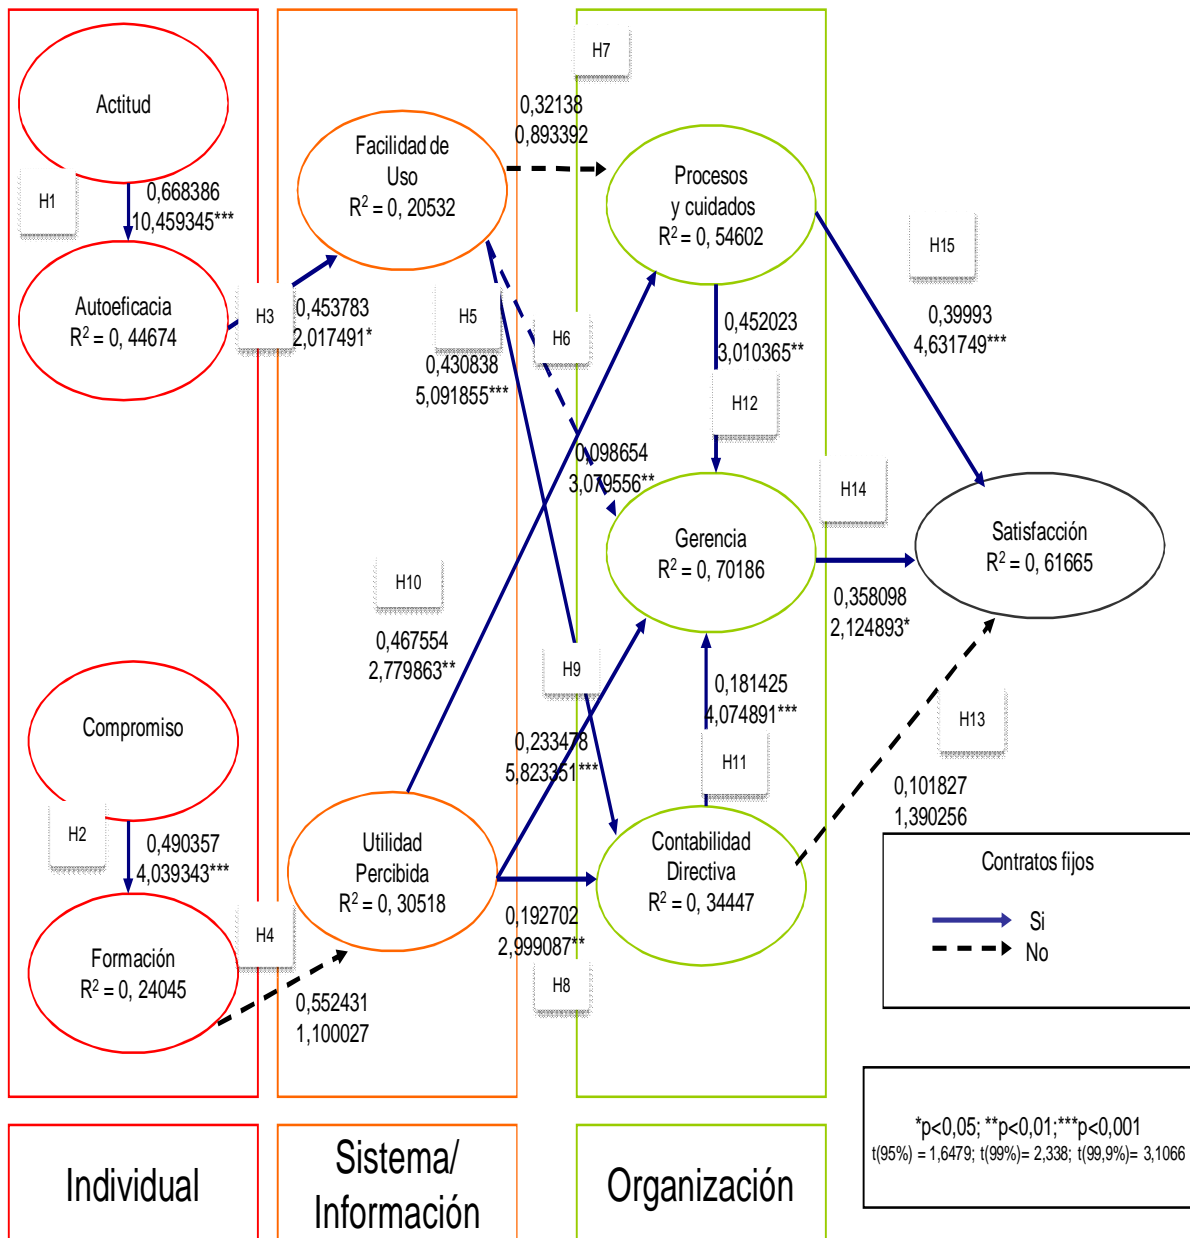 H7
Actitud
0,32138
0,893392
Facilidad de
Uso
R² = 0, 20532
Procesos
y cuidados
R² = 0, 54602
H1
0,668386
10,459345***
H15
Autoeficacia
R² = 0, 44674
H3
0,453783
2,017491*
H5
0,430838
5,091855***
H6
0,452023
3,010365**
0,39993
4,631749***
H12
0,098654
3,079556**
H14
Gerencia
R² = 0, 70186
Satisfacción
R² = 0, 61665
H10
0,467554
2,779863**
0,358098
2,124893*
H9
0,181425
4,074891***
H13
Compromiso
0,233478
5,823351***
H11
0,101827
1,390256
H2
0,490357
4,039343***
Utilidad
Percibida
R² = 0, 30518
Contabilidad
Directiva
R² = 0, 34447
Contratos fijos
Si
No
0,192702
2,999087**
H8
H4
Formación
R² = 0, 24045
0,552431
1,100027
*p<0,05; **p<0,01;***p<0,001
t(95%) = 1,6479; t(99%)= 2,338; t(99,9%)= 3,1066
Individual
Sistema/
Información
Organización